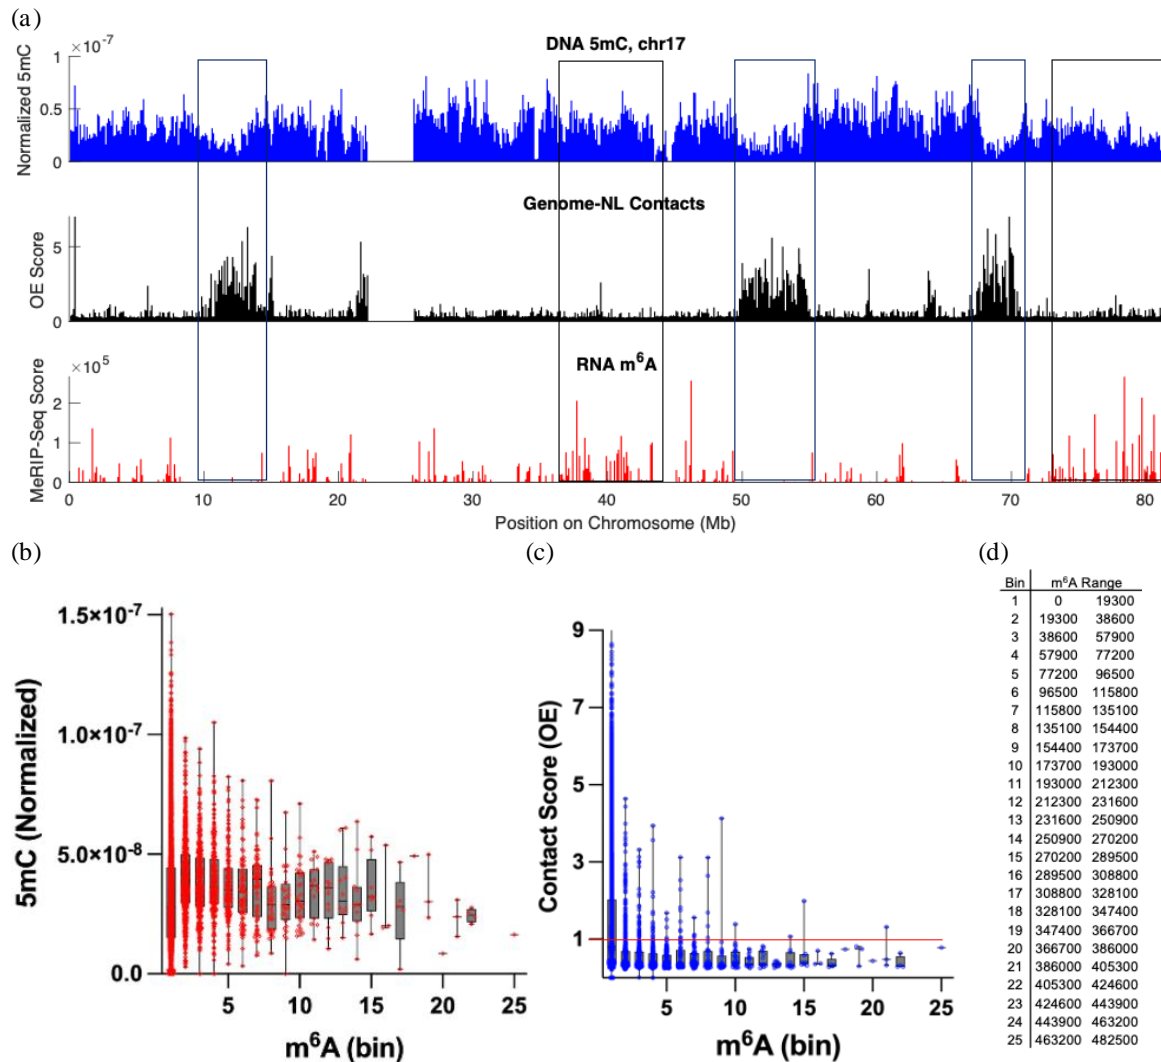 (a)
DNA 5mC, chr17
×10⁻⁷
Normalized 5mC
1
0.5
0
Genome-NL Contacts
OE Score
5
0
RNA m⁶A
×10⁵
MeRIP-Seq Score
2
1
0
0 10 20 30 40 50 60 70 80
Position on Chromosome (Mb)
(b)
5mC (Normalized)
1.5×10⁻⁷
1.0×10⁻⁷
5.0×10⁻⁸
0.0
5 10 15 20 25
m⁶A (bin)
(c)
Contact Score (OE)
9
7
5
3
1
5 10 15 20 25
m⁶A (bin)
(d)
Bin m⁶A Range
1 0 19300
2 19300 38600
3 38600 57900
4 57900 77200
5 77200 96500
6 96500 115800
7 115800 135100
8 135100 154400
9 154400 173700
10 173700 193000
11 193000 212300
12 212300 231600
13 231600 250900
14 250900 270200
15 270200 289500
16 289500 308800
17 308800 328100
18 328100 347400
19 347400 366700
20 366700 386000
21 386000 405300
22 405300 424600
23 424600 443900
24 443900 463200
25 463200 482500